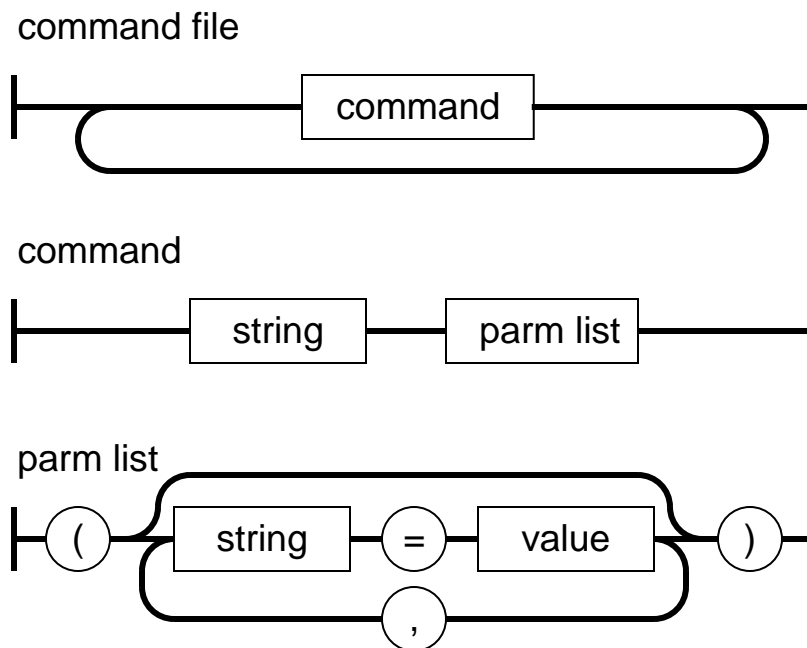 command file
command
command
string parm list
parm list
( string = value )
,